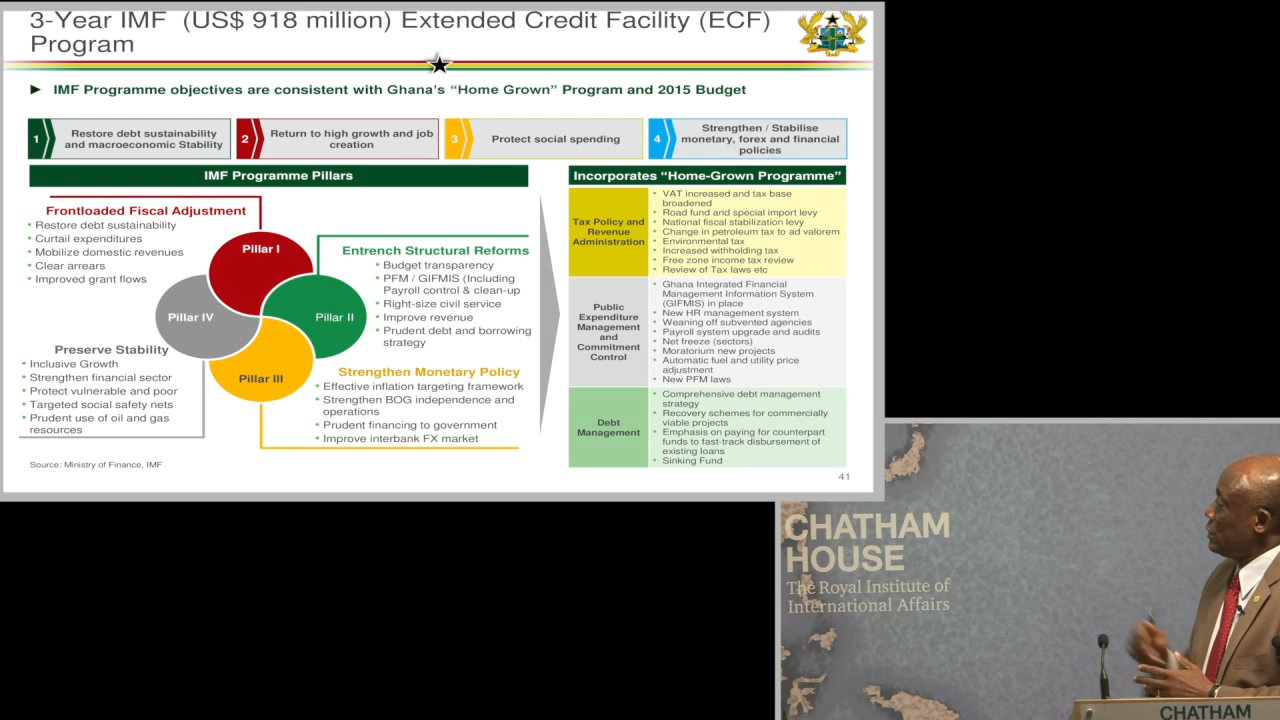 3-Year IMF (US$ 918 million) Extended Credit Facility (ECF)
Program
► IMF Programme objectives are consistent with Ghana's “Home Grown” Program and 2015 Budget
1
Restore debt sustainability
and macroeconomic Stability
2
Return to high growth and job
creation
3
Protect social spending
4
Strengthen / Stabilise
monetary, forex and financial
policies
IMF Programme Pillars
Frontloaded Fiscal Adjustment
• Restore debt sustainability
• Curtail expenditures
• Mobilize domestic revenues
• Clear arrears
• Improved grant flows
Pillar I
Pillar II
Pillar III
Pillar IV
Entrench Structural Reforms
• Budget transparency
• PFM / GIFMIS (Including
Payroll control & clean-up
• Right-size civil service
• Improve revenue
• Prudent debt and borrowing
strategy
Preserve Stability
• Inclusive Growth
• Strengthen financial sector
• Protect vulnerable and poor
• Targeted social safety nets
• Prudent use of oil and gas
resources
Strengthen Monetary Policy
• Effective inflation targeting framework
• Strengthen BOG independence and
operations
• Prudent financing to government
• Improve interbank FX market
Incorporates “Home-Grown Programme”
Tax Policy and
Revenue
Administration
• VAT increased and tax base
broadened
• Road fund and special import levy
• National fiscal stabilization levy
• Change in petroleum tax to ad valorem
• Environmental tax
• Increased withholding tax
• Free zone income tax review
• Review of Tax laws etc
Public
Expenditure
Management
and
Commitment
Control
• Ghana Integrated Financial
Management Information System
(GIFMIS) in place
• New HR management system
• Weaning off subvented agencies
• Payroll system upgrade and audits
• Net freeze (sectors)
• Moratorium new projects
• Automatic fuel and utility price
adjustment
• New PFM laws
Debt
Management
• Comprehensive debt management
strategy
• Recovery schemes for commercially
viable projects
• Emphasis on paying for counterpart
funds to fast-track disbursement of
existing loans
• Sinking Fund
Source: Ministry of Finance, IMF
41
CHATHAM
HOUSE
The Royal Institute of
International Affairs
CHATHAM